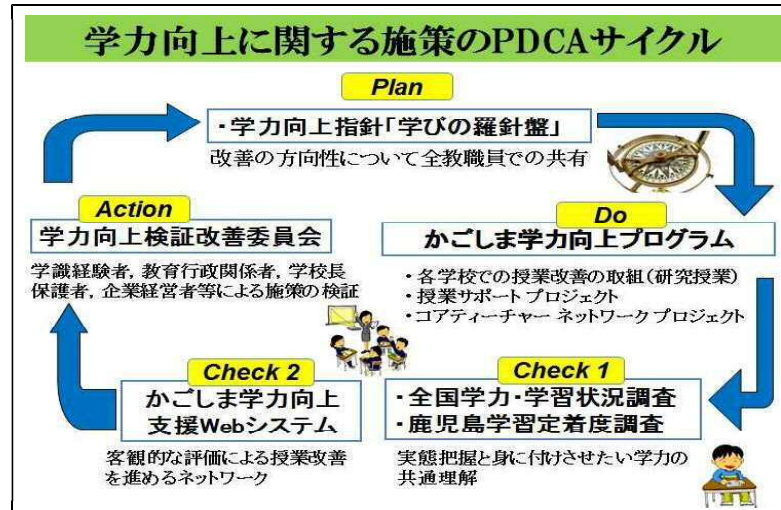 学力向上に関する施策のPDCAサイクル
Plan
・学力向上指針「学びの羅針盤」
改善の方向性について全教職員での共有
Do
かごしま学力向上プログラム
・各学校での授業改善の取組(研究授業)
・授業サポート プロジェクト
・コアティーチャー ネットワーク プロジェクト
Check 1
・全国学力・学習状況調査
・鹿児島学習定着度調査
実態把握と身に付けさせたい学力の
共通理解
Check 2
かごしま学力向上
支援Webシステム
客観的な評価による授業改善
を進めるネットワーク
Action
学力向上検証改善委員会
学識経験者，教育行政関係者，学校長
保護者，企業経営者等による施策の検証